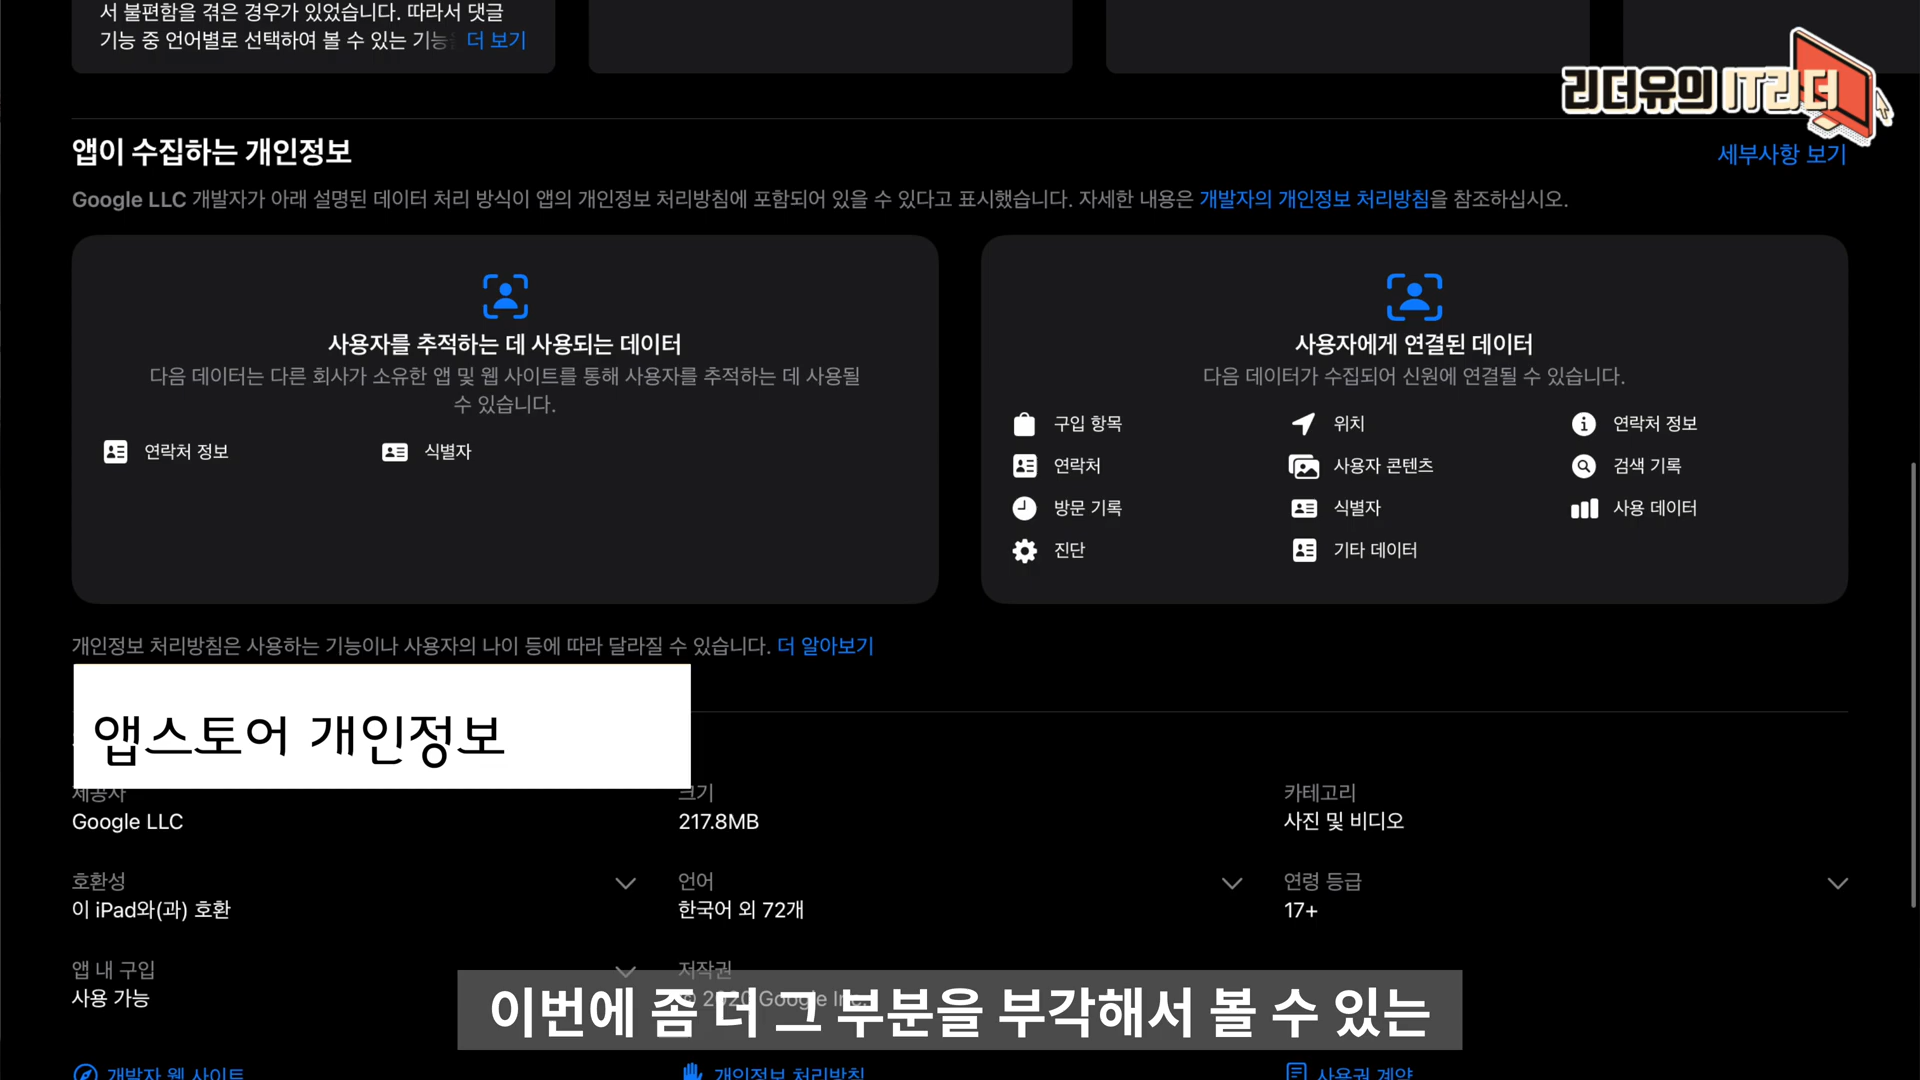 서 불편함을 겪은 경우가 있었습니다. 따라서 댓글
기능 중 언어별로 선택하여 볼 수 있는 기능을 더 보기
리더유의 IT리더
앱이 수집하는 개인정보
세부사항 보기
Google LLC 개발자가 아래 설명된 데이터 처리 방식이 앱의 개인정보 처리방침에 포함되어 있을 수 있다고 표시했습니다. 자세한 내용은 개발자의 개인정보 처리방침을 참조하십시오.
사용자를 추적하는 데 사용되는 데이터
다음 데이터는 다른 회사가 소유한 앱 및 웹 사이트를 통해 사용자를 추적하는 데 사용될
수 있습니다.
연락처 정보
식별자
사용자에게 연결된 데이터
다음 데이터가 수집되어 신원에 연결될 수 있습니다.
구입 항목
위치
연락처 정보
연락처
사용자 콘텐츠
검색 기록
방문 기록
식별자
사용 데이터
진단
기타 데이터
개인정보 처리방침은 사용하는 기능이나 사용자의 나이 등에 따라 달라질 수 있습니다. 더 알아보기
앱스토어 개인정보
제공사
Google LLC
크기
217.8MB
카테고리
사진 및 비디오
호환성
이 iPad와(과) 호환
언어
한국어 외 72개
연령 등급
17+
앱 내 구입
사용 가능
저작권
© 2020 Google Inc.
이번에 좀 더 그 부분을 부각해서 볼 수 있는
개발자 웹 사이트
개인정보 처리방침
사용권 계약